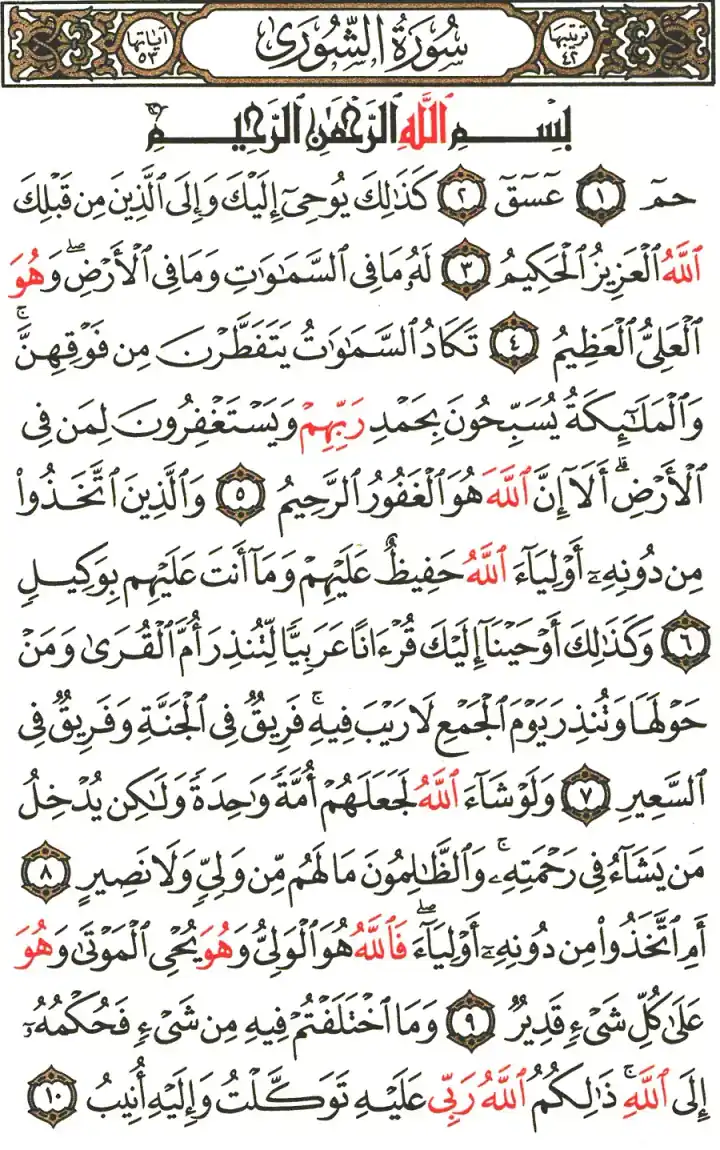 ترتيبها ٤٢ سُورَةُ الشُّورَىٰ آياتها ٥٣
بِسْمِ ٱللَّهِ ٱلرَّحْمَٰنِ ٱلرَّحِيمِ
حمٓ ١ عٓسٓقٓ ٢ كَذَٰلِكَ يُوحِىٓ إِلَيْكَ وَإِلَى ٱلَّذِينَ مِن قَبْلِكَ
ٱللَّهُ ٱلْعَزِيزُ ٱلْحَكِيمُ ٣ لَهُۥ مَا فِى ٱلسَّمَٰوَٰتِ وَمَا فِى ٱلْأَرْضِ ۖ وَهُوَ
ٱلْعَلِىُّ ٱلْعَظِيمُ ٤ تَكَادُ ٱلسَّمَٰوَٰتُ يَتَفَطَّرْنَ مِن فَوْقِهِنَّ ۚ
وَٱلْمَلَٰٓئِكَةُ يُسَبِّحُونَ بِحَمْدِ رَبِّهِمْ وَيَسْتَغْفِرُونَ لِمَن فِى
ٱلْأَرْضِ ۗ أَلَآ إِنَّ ٱللَّهَ هُوَ ٱلْغَفُورُ ٱلرَّحِيمُ ٥ وَٱلَّذِينَ ٱتَّخَذُوا۟
مِن دُونِهِۦٓ أَوْلِيَآءَ ٱللَّهُ حَفِيظٌ عَلَيْهِمْ وَمَآ أَنتَ عَلَيْهِم بِوَكِيلٍ
٦ وَكَذَٰلِكَ أَوْحَيْنَآ إِلَيْكَ قُرْءَانًا عَرَبِيًّا لِّتُنذِرَ أُمَّ ٱلْقُرَىٰ وَمَنْ
حَوْلَهَا وَتُنذِرَ يَوْمَ ٱلْجَمْعِ لَا رَيْبَ فِيهِ ۚ فَرِيقٌ فِى ٱلْجَنَّةِ وَفَرِيقٌ فِى
ٱلسَّعِيرِ ٧ وَلَوْ شَآءَ ٱللَّهُ لَجَعَلَهُمْ أُمَّةً وَٰحِدَةً وَلَٰكِن يُدْخِلُ
مَن يَشَآءُ فِى رَحْمَتِهِۦ ۚ وَٱلظَّٰلِمُونَ مَا لَهُم مِّن وَلِىٍّ وَلَا نَصِيرٍ ٨
أَمِ ٱتَّخَذُوا۟ مِن دُونِهِۦٓ أَوْلِيَآءَ ۖ فَٱللَّهُ هُوَ ٱلْوَلِىُّ وَهُوَ يُحْىِ ٱلْمَوْتَىٰ وَهُوَ
عَلَىٰ كُلِّ شَىْءٍ قَدِيرٌ ٩ وَمَا ٱخْتَلَفْتُمْ فِيهِ مِن شَىْءٍ فَحُكْمُهُۥٓ
إِلَى ٱللَّهِ ۚ ذَٰلِكُمُ ٱللَّهُ رَبِّى عَلَيْهِ تَوَكَّلْتُ وَإِلَيْهِ أُنِيبُ ١٠